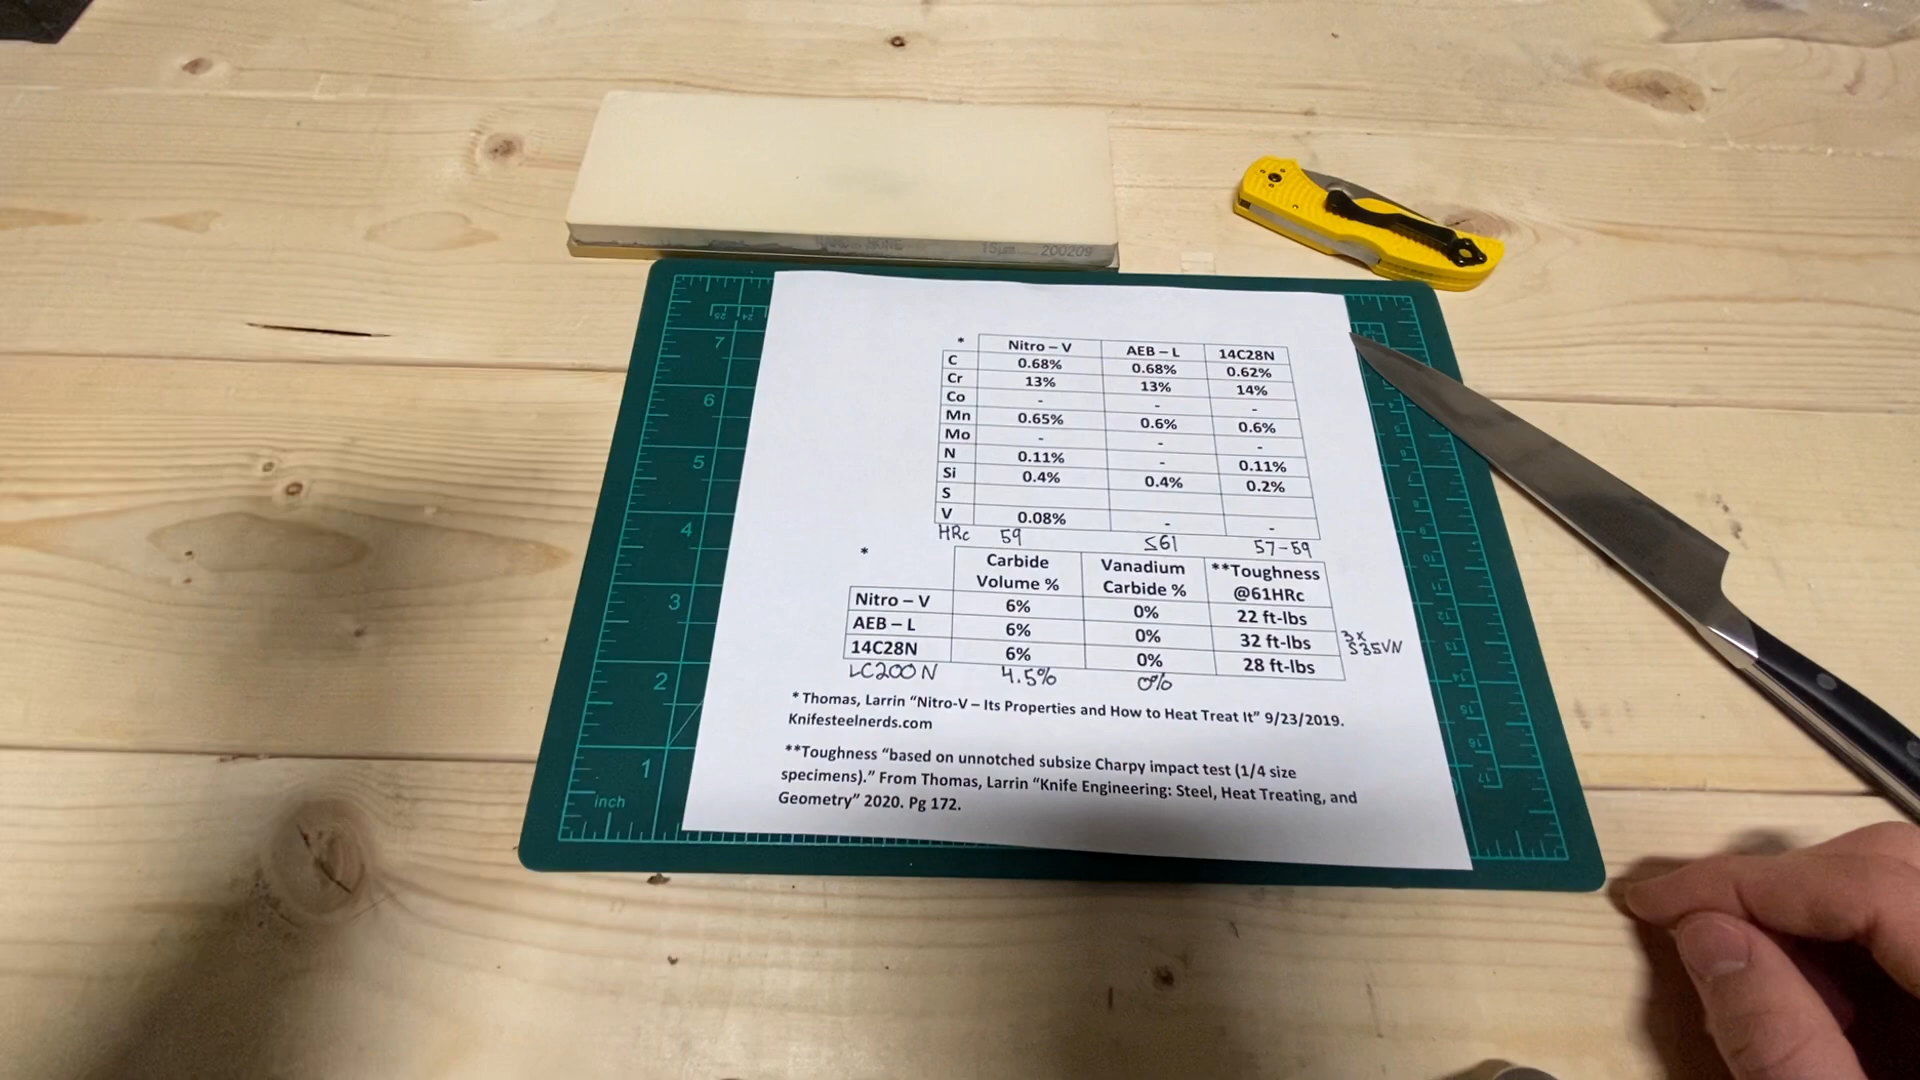 15µm 200209
* Nitro – V AEB – L 14C28N
C 0.68% 0.68% 0.62%
Cr 13% 13% 14%
Co - - -
Mn 0.65% 0.6% 0.6%
Mo - - -
N 0.11% - 0.11%
Si 0.4% 0.4% 0.2%
S
V 0.08% - -
HRc 59 ≤61 57-59
* Carbide Vanadium **Toughness
Volume % Carbide % @61HRc
Nitro – V 6% 0% 22 ft-lbs
AEB – L 6% 0% 32 ft-lbs 3x
S35VN
14C28N 6% 0% 28 ft-lbs
LC200N 4.5% 0%
* Thomas, Larrin “Nitro-V – Its Properties and How to Heat Treat It” 9/23/2019.
Knifesteelnerds.com
**Toughness “based on unnotched subsize Charpy impact test (1/4 size
specimens).” From Thomas, Larrin “Knife Engineering: Steel, Heat Treating, and
Geometry” 2020. Pg 172.
7
6
5
4
3
2
1
inch